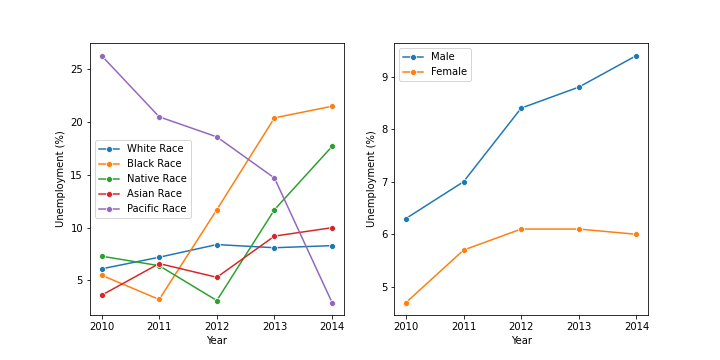 25
20
15
10
5
Unemployment (%)
White Race
Black Race
Native Race
Asian Race
Pacific Race
2010 2011 2012 2013 2014
Year
9
8
7
6
5
Unemployment (%)
Male
Female
2010 2011 2012 2013 2014
Year